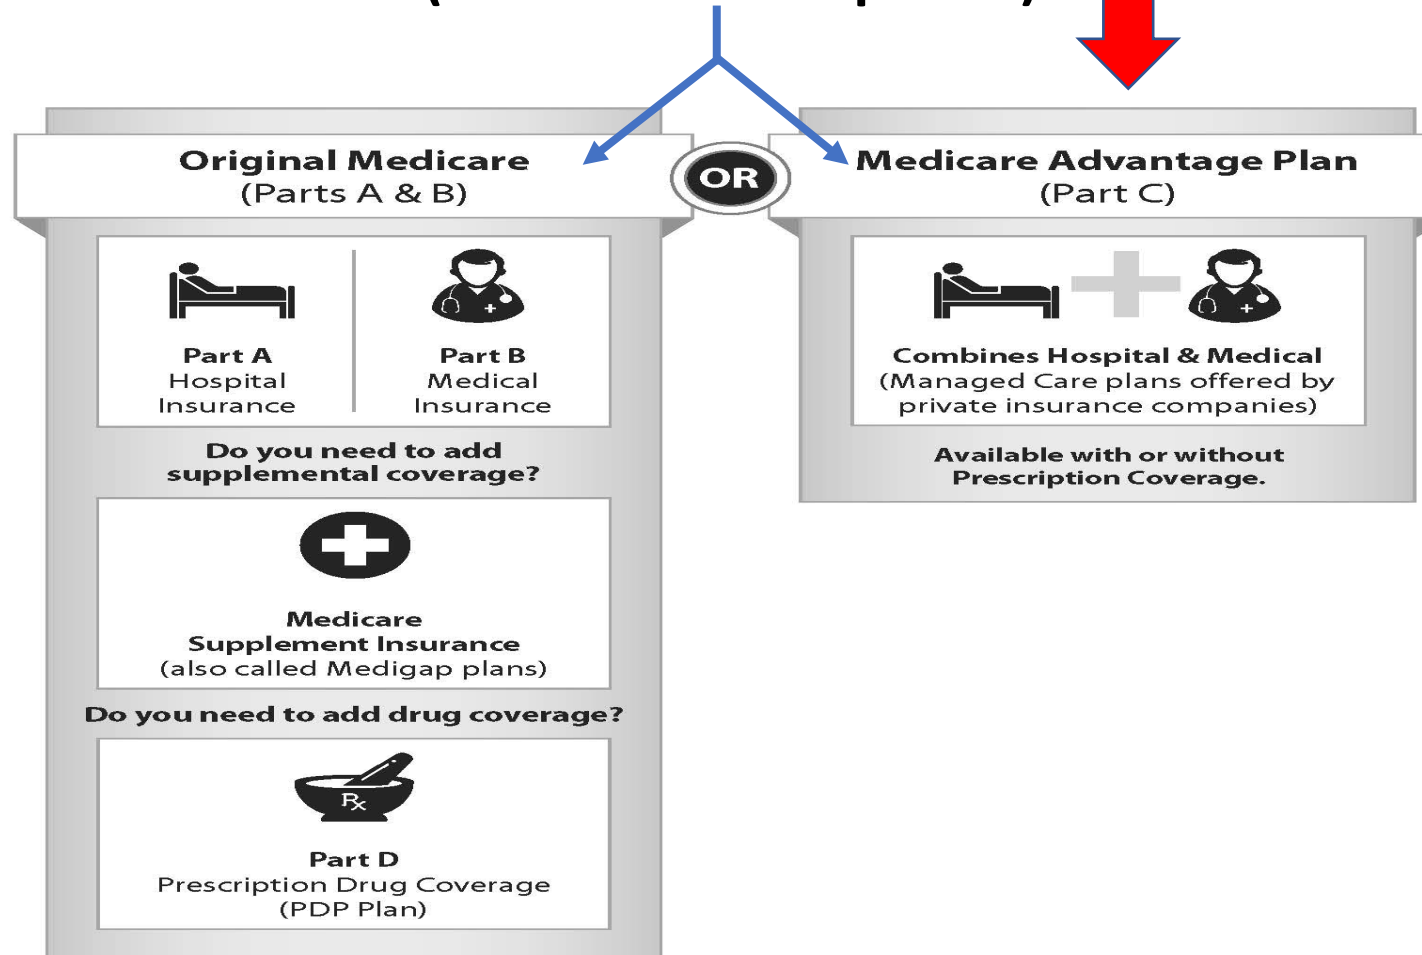 Original Medicare
(Parts A & B)
OR
Medicare Advantage Plan
(Part C)
Part A
Hospital
Insurance
Part B
Medical
Insurance
Do you need to add
supplemental coverage?
Medicare
Supplement Insurance
(also called Medigap plans)
Do you need to add drug coverage?
Rx
Part D
Prescription Drug Coverage
(PDP Plan)
Combines Hospital & Medical
(Managed Care plans offered by
private insurance companies)
Available with or without
Prescription Coverage.